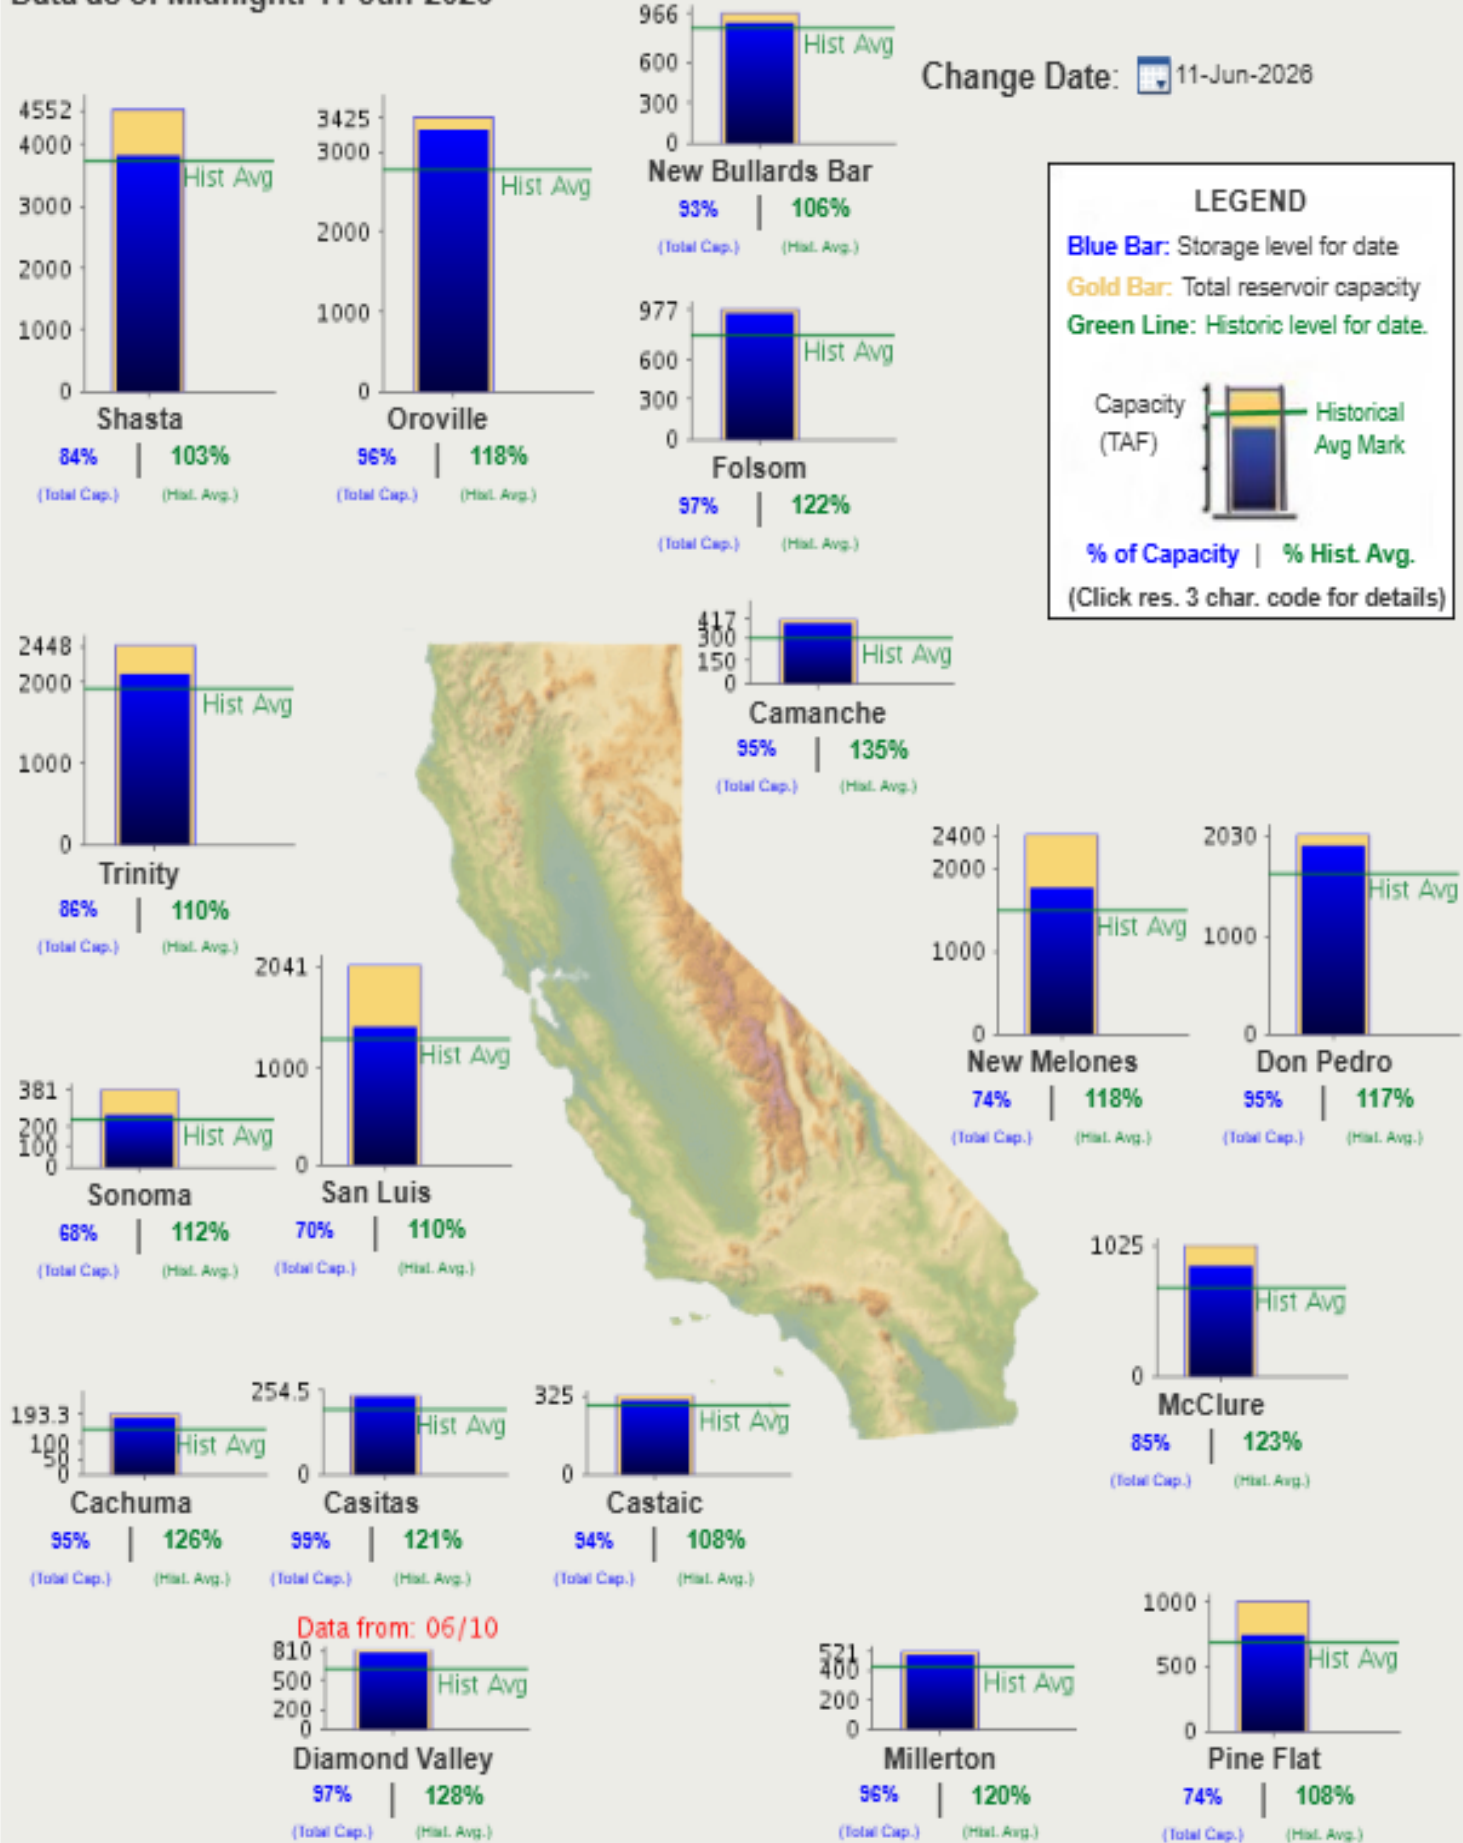 Data as of Midnight: 11-Jun-2026
Change Date: 11-Jun-2026
966
600
300
0
Hist Avg
New Bullards Bar
93% | 106%
(Total Cap.) (Hist. Avg.)
4552
4000
3000
2000
1000
0
Hist Avg
Shasta
84% | 103%
(Total Cap.) (Hist. Avg.)
3425
3000
2000
1000
0
Hist Avg
Oroville
96% | 118%
(Total Cap.) (Hist. Avg.)
977
600
300
0
Hist Avg
Folsom
97% | 122%
(Total Cap.) (Hist. Avg.)
LEGEND
Blue Bar: Storage level for date
Gold Bar: Total reservoir capacity
Green Line: Historic level for date.
Capacity
(TAF)
Historical
Avg Mark
% of Capacity | % Hist. Avg.
(Click res. 3 char. code for details)
2448
2000
1000
0
Hist Avg
Trinity
86% | 110%
(Total Cap.) (Hist. Avg.)
417
300
150
0
Hist Avg
Camanche
95% | 135%
(Total Cap.) (Hist. Avg.)
2400
2000
1000
0
Hist Avg
New Melones
74% | 118%
(Total Cap.) (Hist. Avg.)
2030
1000
0
Hist Avg
Don Pedro
95% | 117%
(Total Cap.) (Hist. Avg.)
2041
1000
0
Hist Avg
San Luis
70% | 110%
(Total Cap.) (Hist. Avg.)
381
200
100
0
Hist Avg
Sonoma
68% | 112%
(Total Cap.) (Hist. Avg.)
1025
0
Hist Avg
McClure
85% | 123%
(Total Cap.) (Hist. Avg.)
193.3
100
50
0
Hist Avg
Cachuma
95% | 126%
(Total Cap.) (Hist. Avg.)
254.5
0
Hist Avg
Casitas
99% | 121%
(Total Cap.) (Hist. Avg.)
325
0
Hist Avg
Castaic
94% | 108%
(Total Cap.) (Hist. Avg.)
Data from: 06/10
810
500
200
0
Hist Avg
Diamond Valley
97% | 128%
(Total Cap.) (Hist. Avg.)
521
400
200
0
Hist Avg
Millerton
96% | 120%
(Total Cap.) (Hist. Avg.)
1000
500
0
Hist Avg
Pine Flat
74% | 108%
(Total Cap.) (Hist. Avg.)